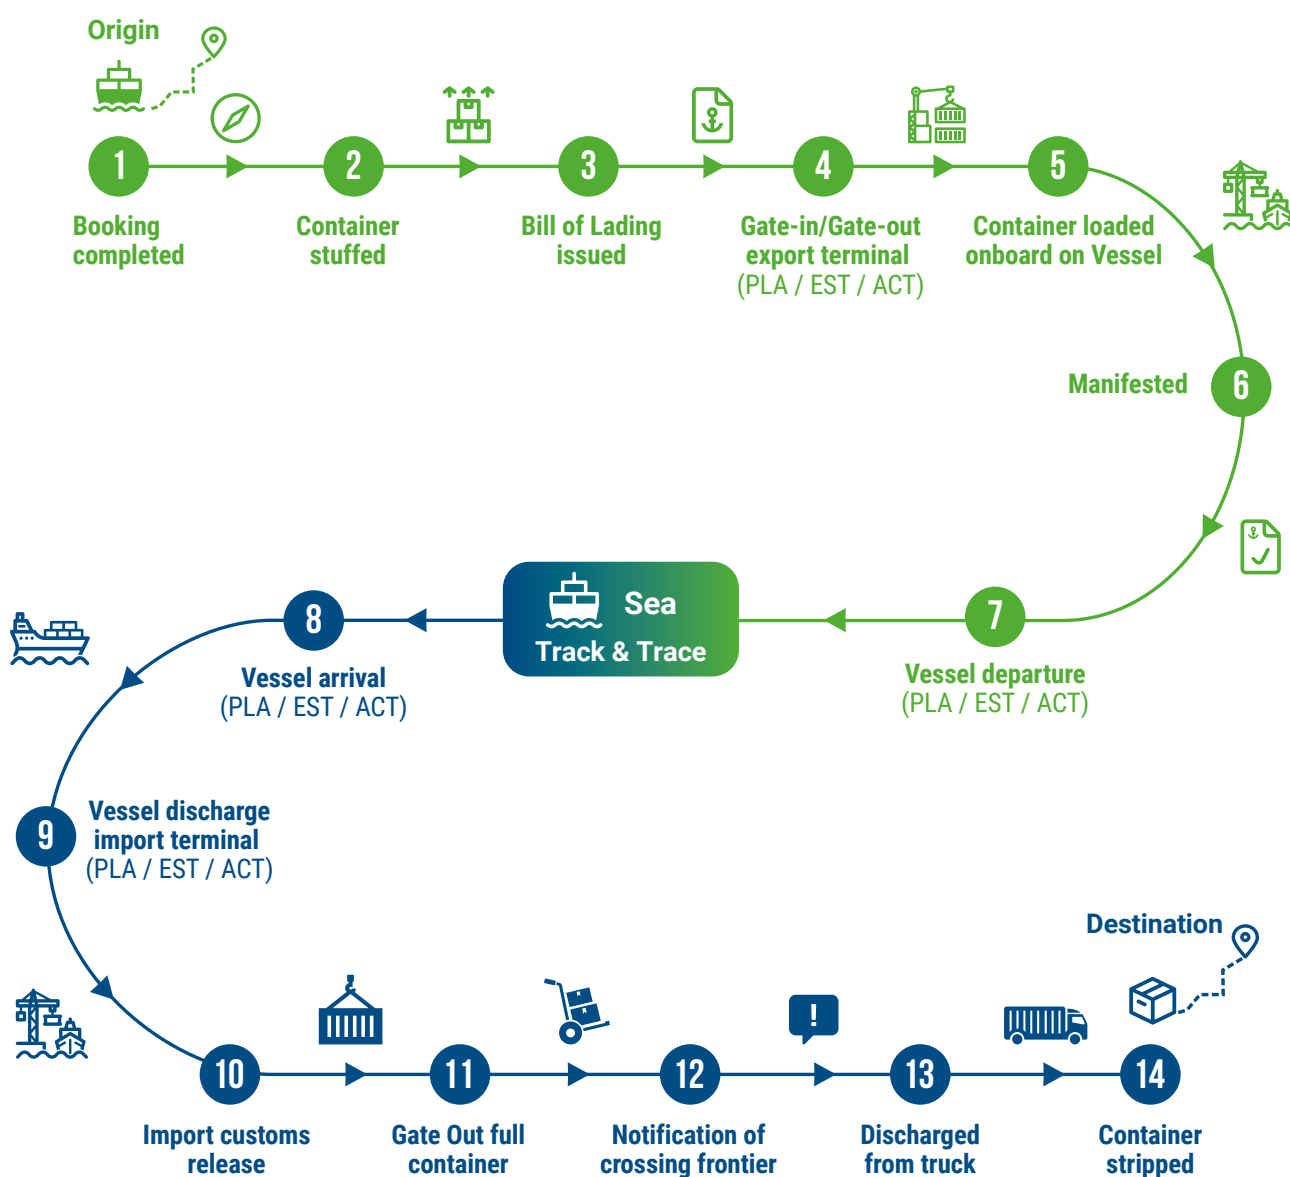 Origin
1
2
3
4
5
Booking
completed
Container
stuffed
Bill of Lading
issued
Gate-in/Gate-out
export terminal
(PLA / EST / ACT)
Container loaded
onboard on Vessel
Manifested
6
7
Vessel departure
(PLA / EST / ACT)
Sea
Track & Trace
8
Vessel arrival
(PLA / EST / ACT)
9
Vessel discharge
import terminal
(PLA / EST / ACT)
Destination
!
10
11
12
13
14
Import customs
release
Gate Out full
container
Notification of
crossing frontier
Discharged
from truck
Container
stripped